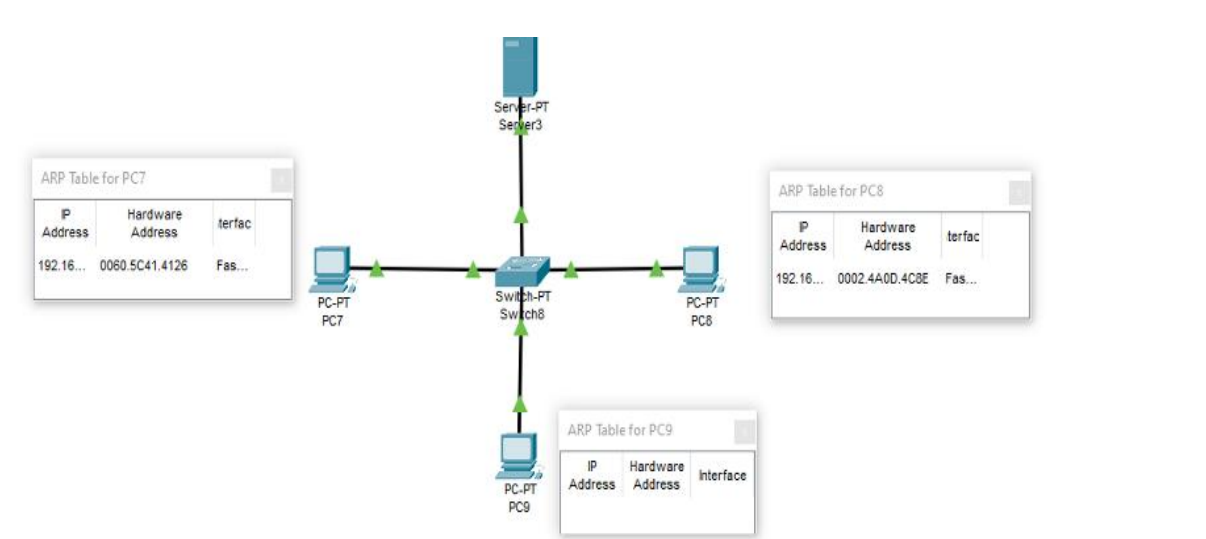 Server-PT
Server3
ARP Table for PC7
IP Address
Hardware Address
terfac
192.16...
0060.5C41.4126
Fas...
ARP Table for PC8
IP Address
Hardware Address
terfac
192.16...
0002.4A0D.4C8E
Fas...
PC-PT
PC7
Switch-PT
Switch8
PC-PT
PC8
ARP Table for PC9
IP Address
Hardware Address
Interface
PC-PT
PC9